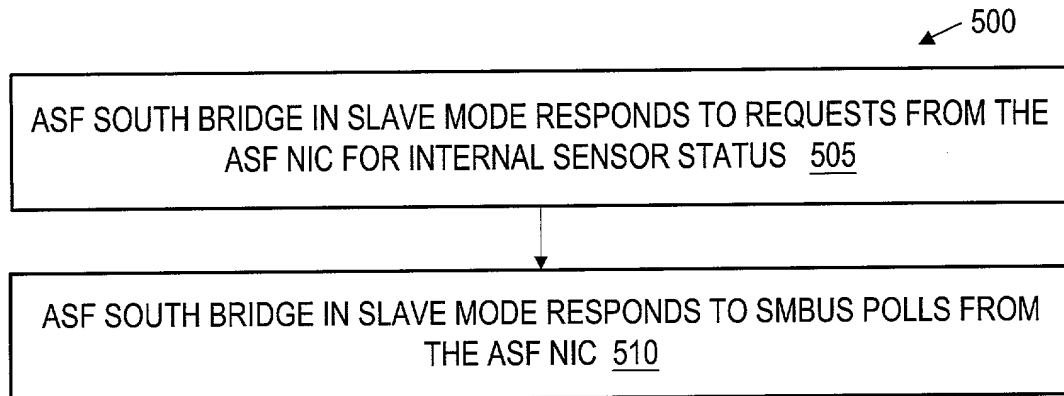 500
ASF SOUTH BRIDGE IN SLAVE MODE RESPONDS TO REQUESTS FROM THE
ASF NIC FOR INTERNAL SENSOR STATUS 505
ASF SOUTH BRIDGE IN SLAVE MODE RESPONDS TO SMBUS POLLS FROM
THE ASF NIC 510